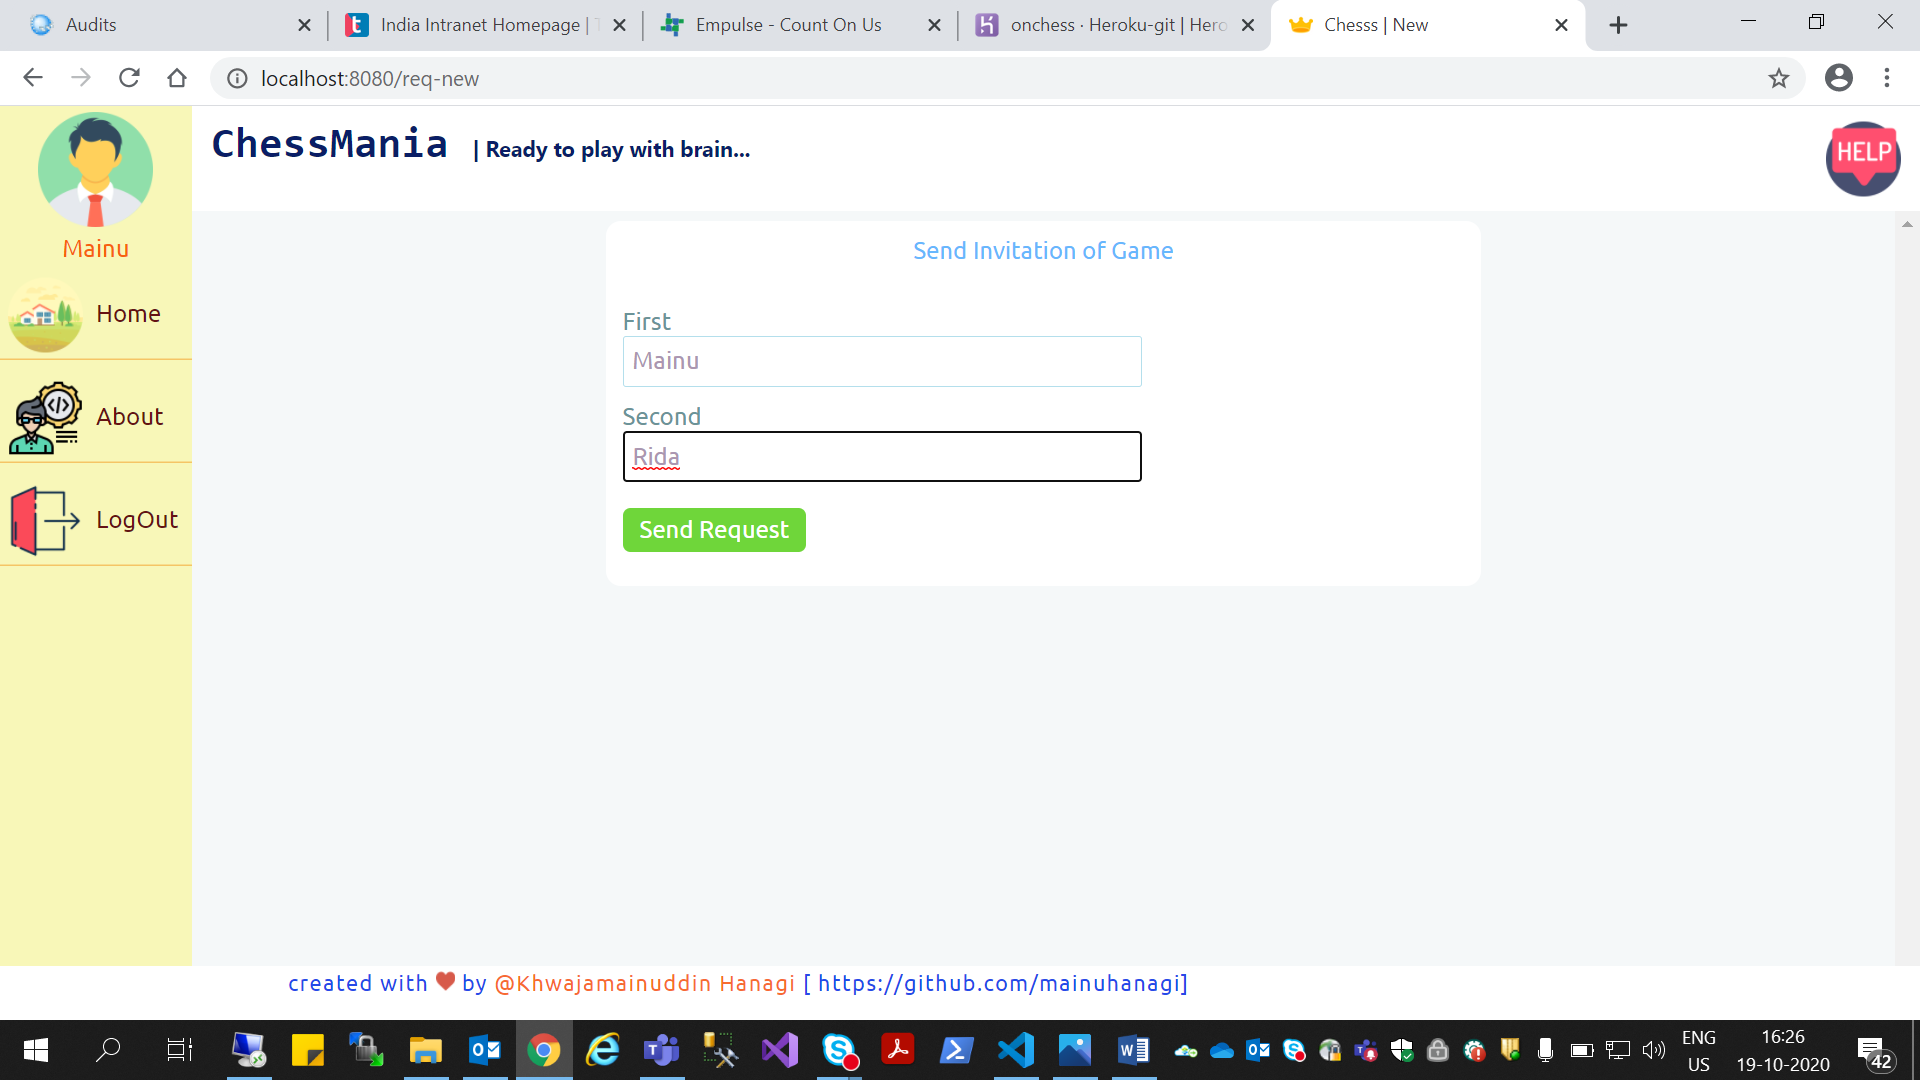 Audits
India Intranet Homepage |
Empulse - Count On Us
onchess · Heroku-git | Hero
Chesss | New
localhost:8080/req-new
ChessMania | Ready to play with brain...
HELP
Mainu
Home
About
LogOut
Send Invitation of Game
First
Mainu
Second
Rida
Send Request
created with ❤ by @Khwajamainuddin Hanagi [ https://github.com/mainuhanagi]
ENG
US
16:26
19-10-2020
42